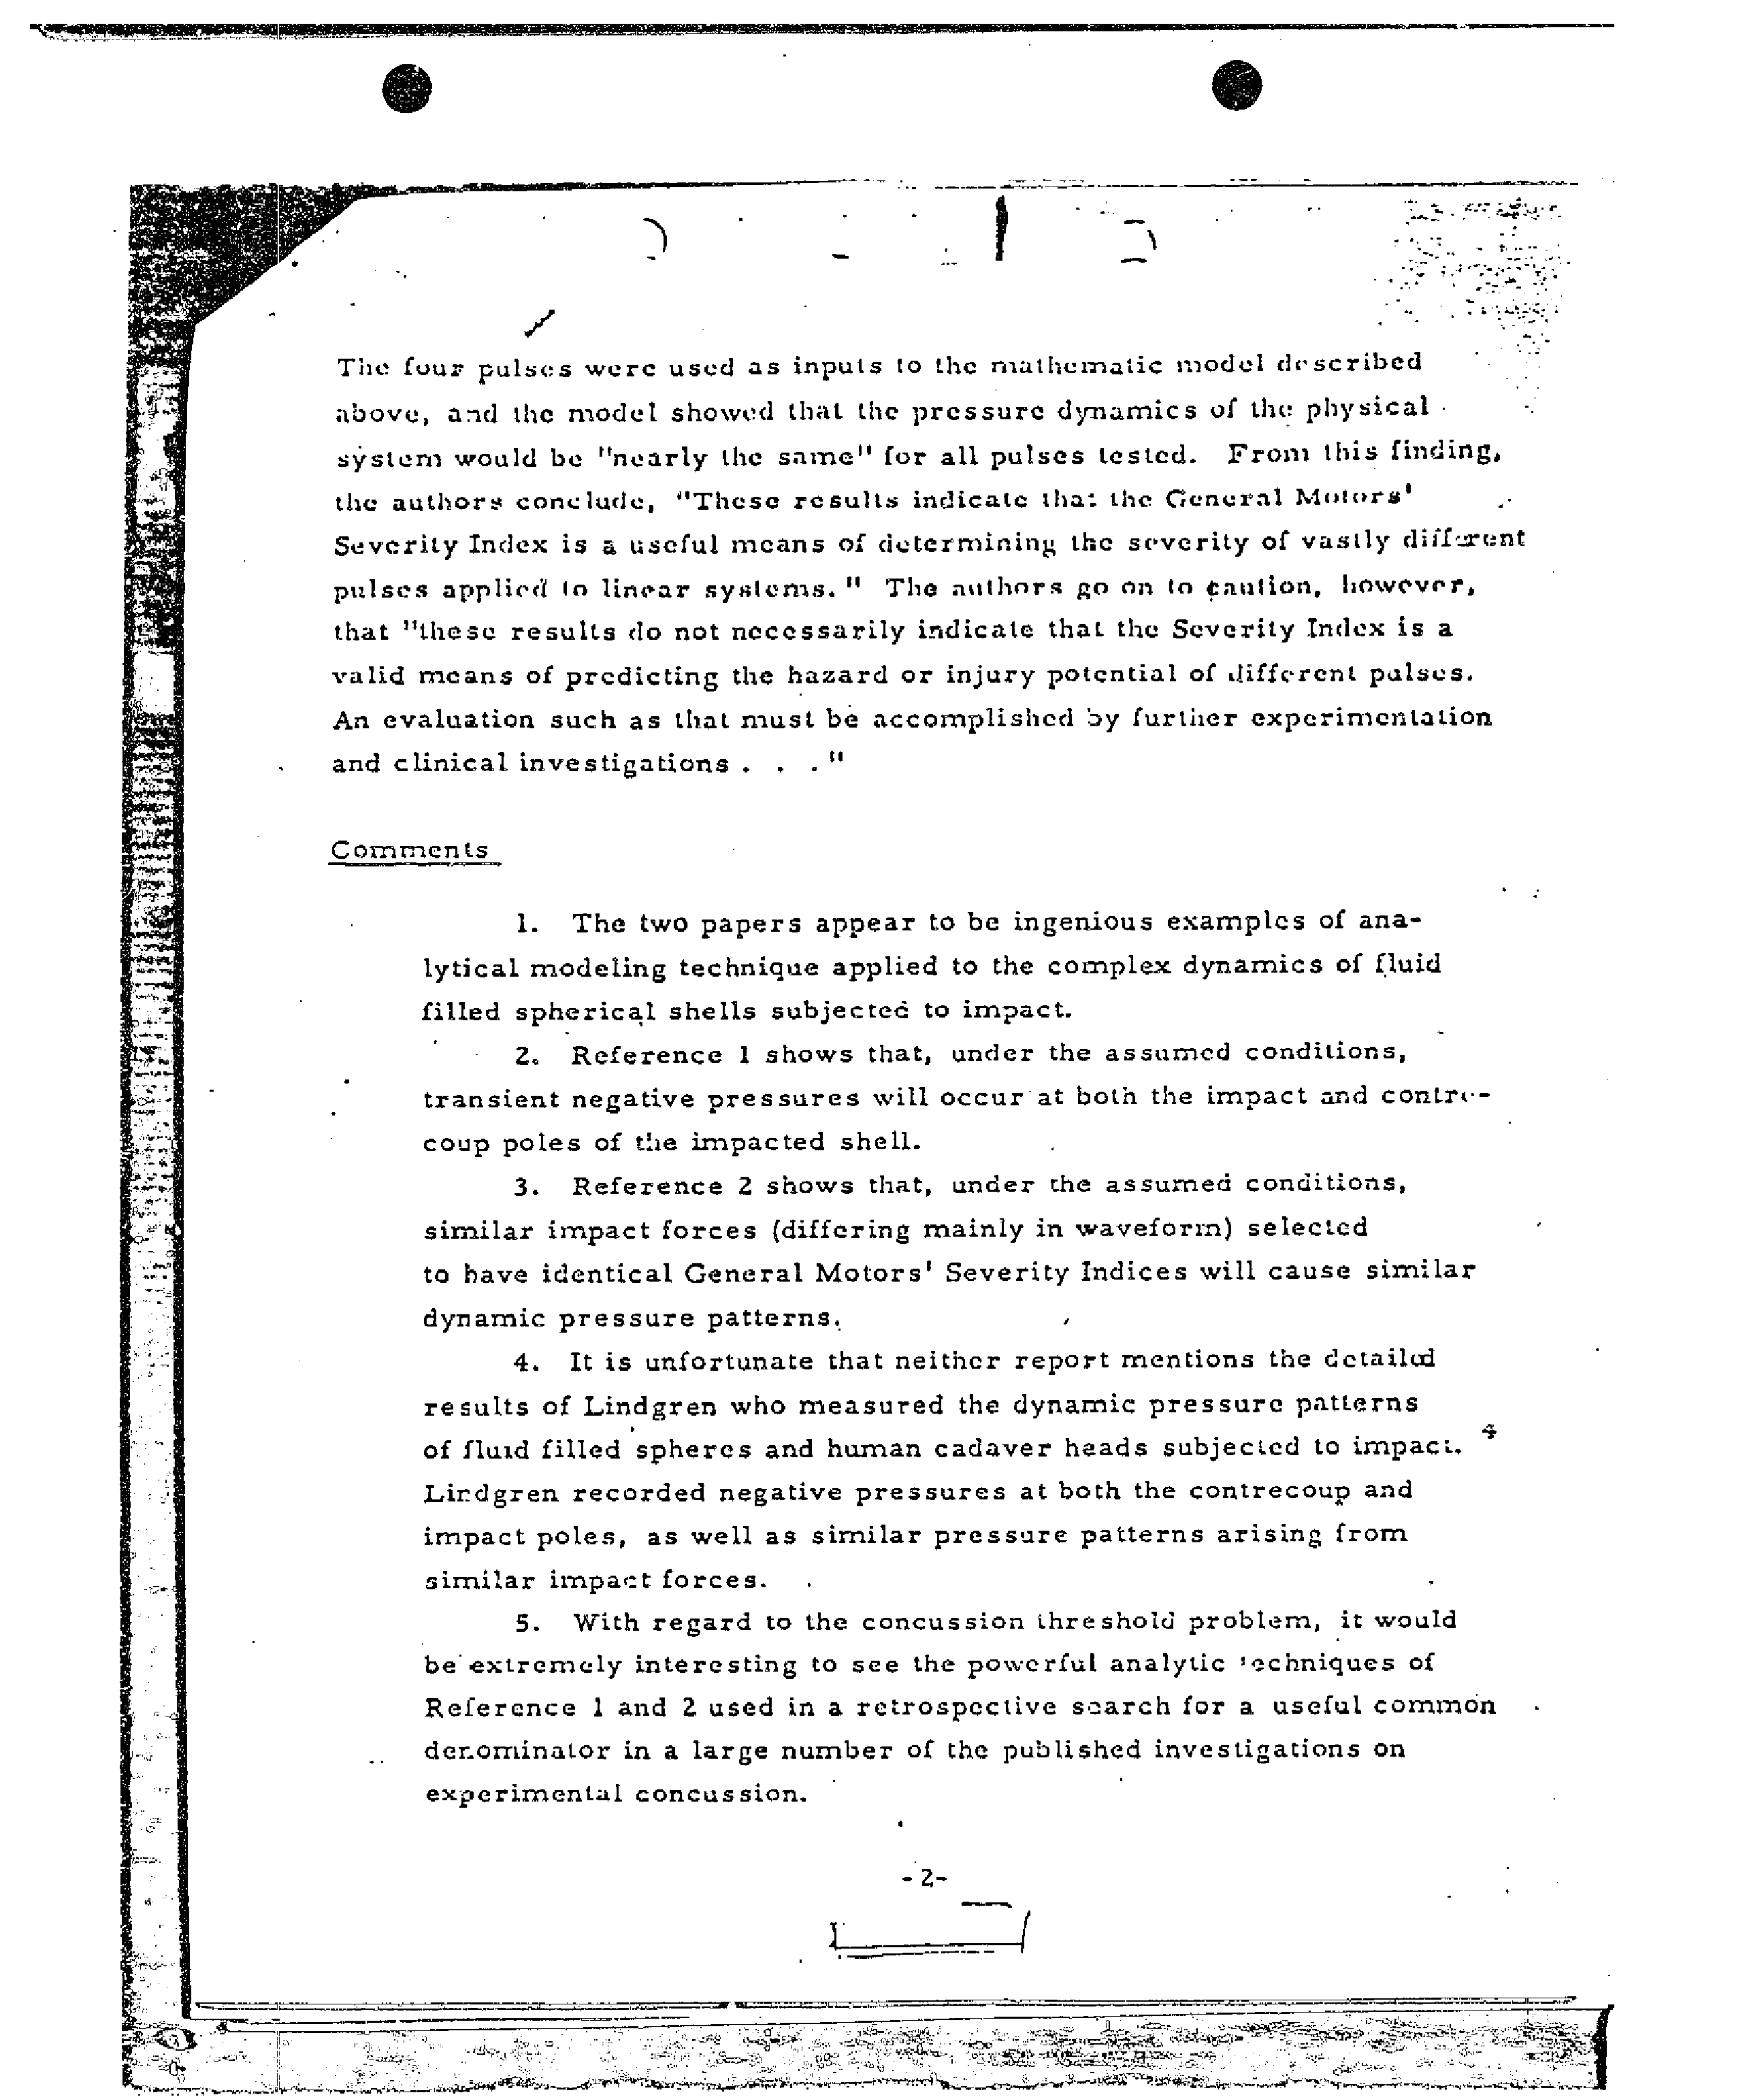 The four pulses were used as inputs to the mathematic model described
above, and the model showed that the pressure dynamics of the physical
system would be "nearly the same" for all pulses tested. From this finding,
the authors conclude, "These results indicate that the General Motors'
Severity Index is a useful means of determining the severity of vastly different
pulses applied to linear systems." The authors go on to caution, however,
that "these results do not necessarily indicate that the Severity Index is a
valid means of predicting the hazard or injury potential of different pulses.
An evaluation such as that must be accomplished by further experimentation
and clinical investigations . . ."
Comments
1. The two papers appear to be ingenious examples of ana-
lytical modeling technique applied to the complex dynamics of fluid
filled spherical shells subjected to impact.
2. Reference 1 shows that, under the assumed conditions,
transient negative pressures will occur at both the impact and contre-
coup poles of the impacted shell.
3. Reference 2 shows that, under the assumed conditions,
similar impact forces (differing mainly in waveform) selected
to have identical General Motors' Severity Indices will cause similar
dynamic pressure patterns.
4. It is unfortunate that neither report mentions the detailed
results of Lindgren who measured the dynamic pressure patterns
of fluid filled spheres and human cadaver heads subjected to impact. 4
Lindgren recorded negative pressures at both the contrecoup and
impact poles, as well as similar pressure patterns arising from
similar impact forces.
5. With regard to the concussion threshold problem, it would
be extremely interesting to see the powerful analytic techniques of
Reference 1 and 2 used in a retrospective search for a useful common
denominator in a large number of the published investigations on
experimental concussion.
-2-